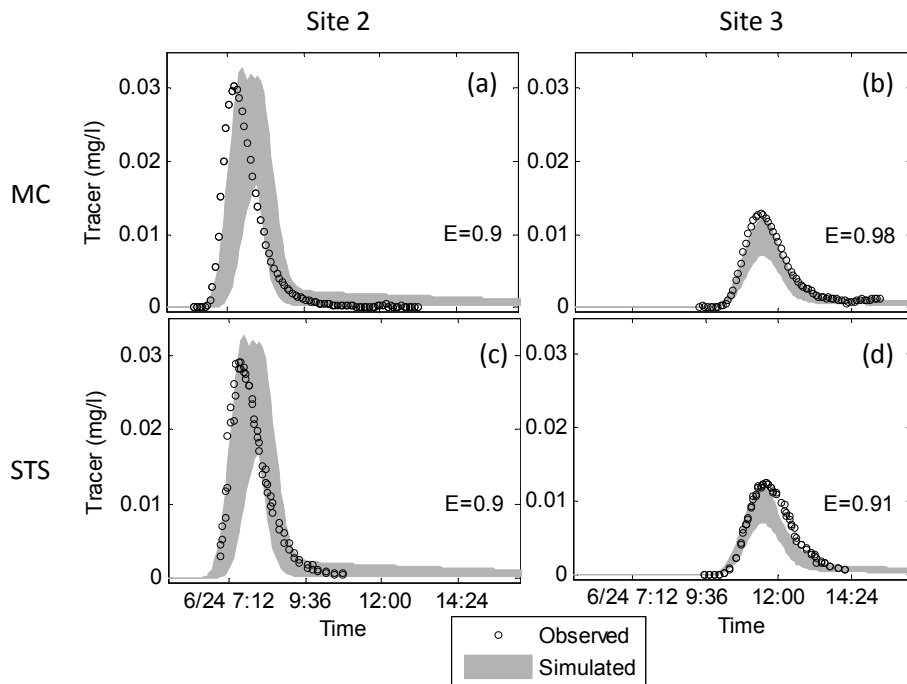 Site 2
Site 3
MC
Tracer (mg/l)
0.03
0.02
0.01
0
(a)
E=0.9
0.03
0.02
0.01
0
(b)
E=0.98
STS
Tracer (mg/l)
0.03
0.02
0.01
0
(c)
E=0.9
6/24 7:12 9:36 12:00 14:24
Time
0.03
0.02
0.01
0
(d)
E=0.91
6/24 7:12 9:36 12:00 14:24
Time
Observed
Simulated